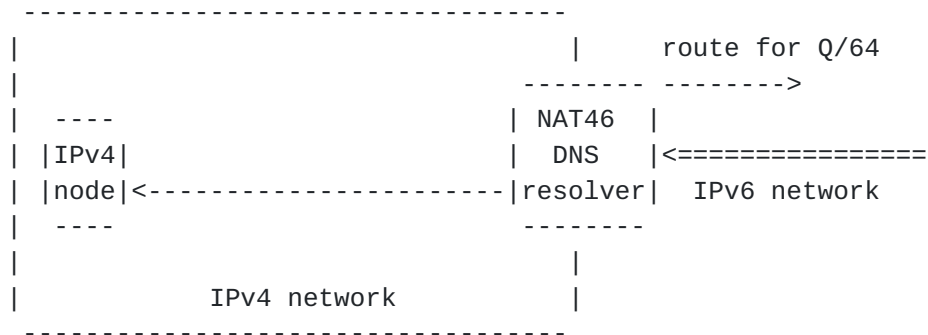 route for Q/64
NAT46
IPv4 DNS
node resolver IPv6 network
IPv4 network